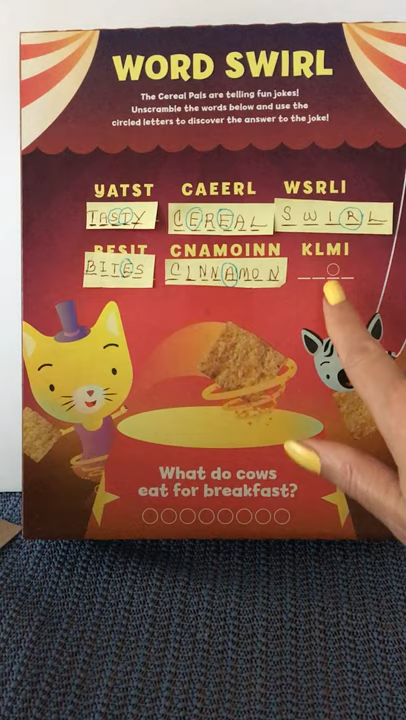 WORD SWIRL
The Cereal Pals are telling fun jokes!
Unscramble the words below and use the
circled letters to discover the answer to the joke!
YATST CAEERL WSRLI
TASTY CEREAL SWIRL
BESIT CNAMOINN KLMI
BITES CINNAMON
What do cows
eat for breakfast?